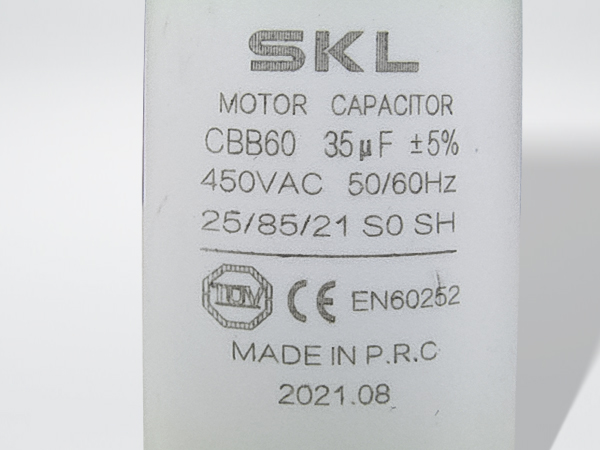 SKL
MOTOR CAPACITOR
CBB60 35μF ±5%
450VAC 50/60Hz
25/85/21 S0 SH
TÜV CE EN60252
MADE IN P.R.C
2021.08